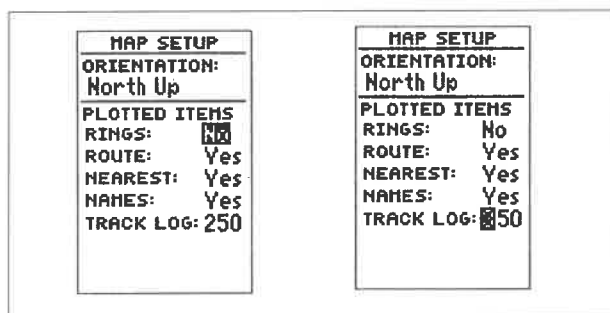 MAP SETUP
ORIENTATION:
North Up
PLOTTED ITEMS
RINGS: No
ROUTE: Yes
NEAREST: Yes
NAMES: Yes
TRACK LOG: 250
MAP SETUP
ORIENTATION:
North Up
PLOTTED ITEMS
RINGS: No
ROUTE: Yes
NEAREST: Yes
NAMES: Yes
TRACK LOG: 50